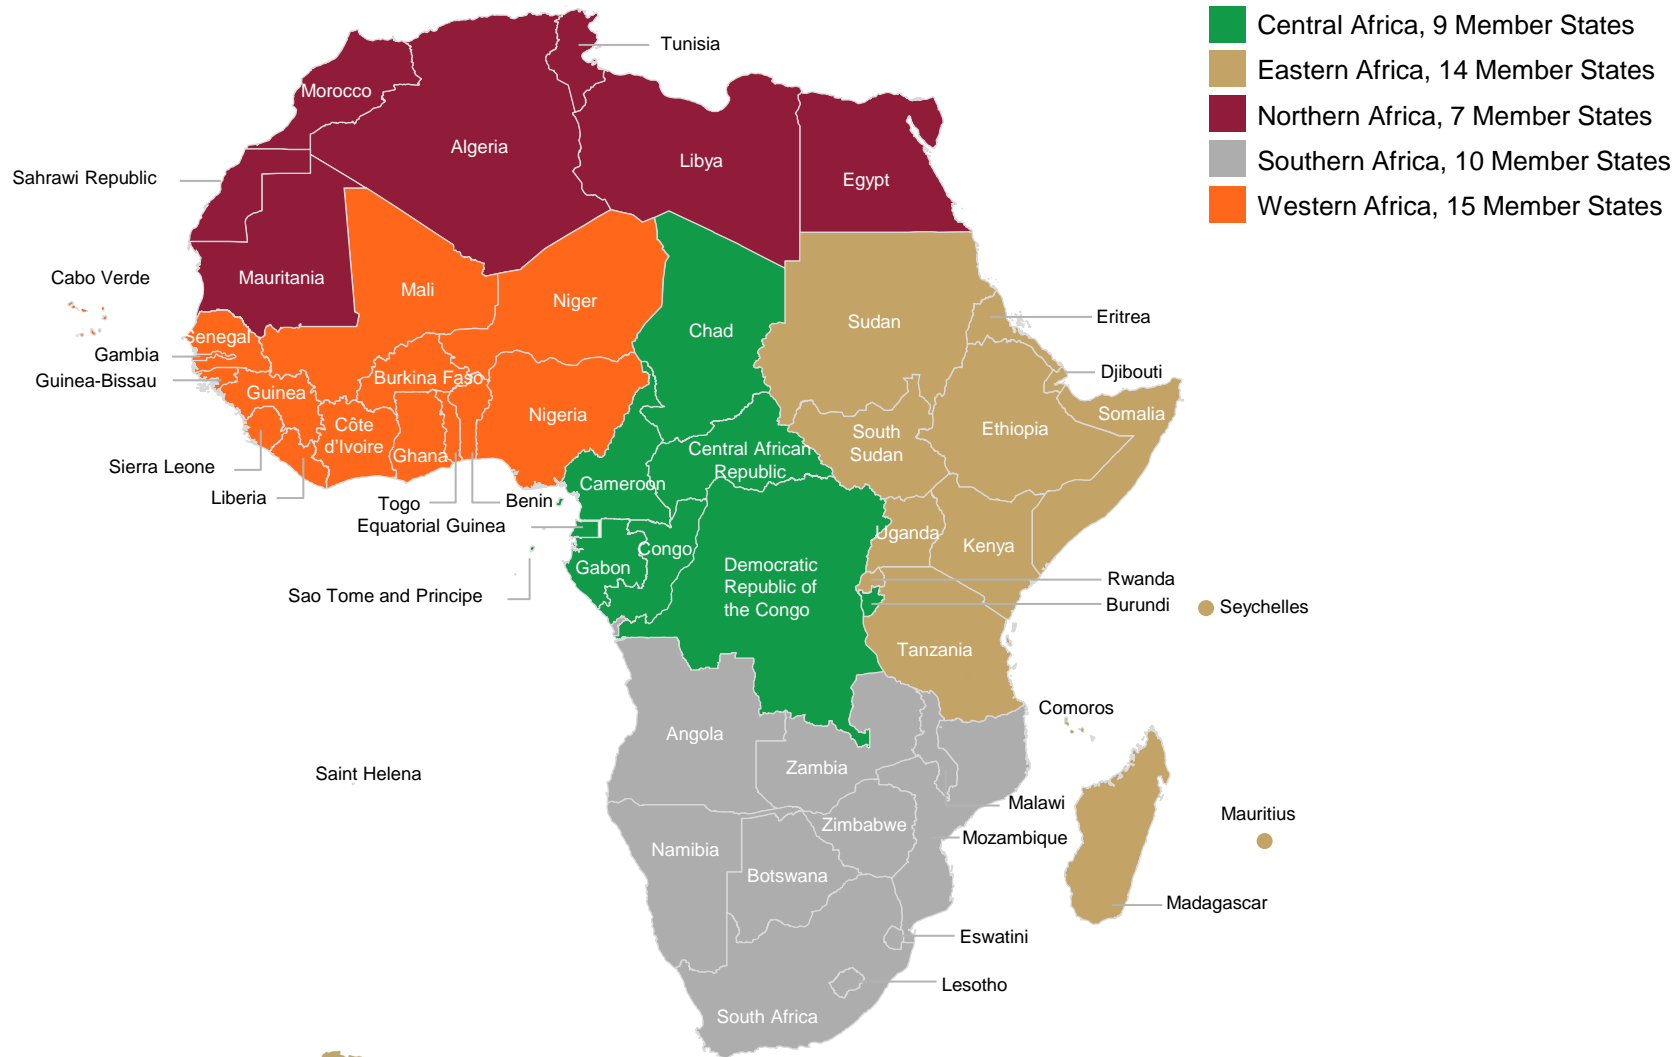 Central Africa, 9 Member States
Eastern Africa, 14 Member States
Northern Africa, 7 Member States
Southern Africa, 10 Member States
Western Africa, 15 Member States
Tunisia
Morocco
Algeria
Libya
Egypt
Sahrawi Republic
Mauritania
Cabo Verde
Mali
Niger
Chad
Sudan
Eritrea
Senegal
Gambia
Guinea-Bissau
Guinea
Burkina Faso
Djibouti
Somalia
Côte
d'Ivoire
Ghana
Nigeria
South
Sudan
Ethiopia
Central African
Republic
Sierra Leone
Liberia
Togo
Benin
Cameroon
Equatorial Guinea
Gabon
Congo
Uganda
Kenya
Democratic
Republic of
the Congo
Rwanda
Burundi
Seychelles
Sao Tome and Principe
Tanzania
Comoros
Angola
Zambia
Saint Helena
Malawi
Mauritius
Zimbabwe
Mozambique
Namibia
Botswana
Madagascar
Eswatini
Lesotho
South Africa